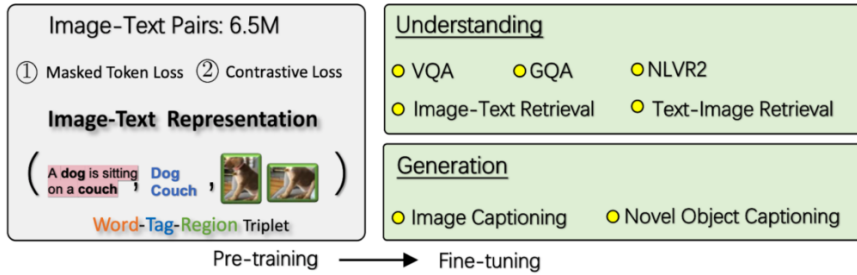 Image-Text Pairs: 6.5M
① Masked Token Loss ② Contrastive Loss
Image-Text Representation
( A dog is sitting on a couch , Dog Couch , )
Word-Tag-Region Triplet
Understanding
VQA GQA NLVR2
Image-Text Retrieval Text-Image Retrieval
Generation
Image Captioning Novel Object Captioning
Pre-training → Fine-tuning